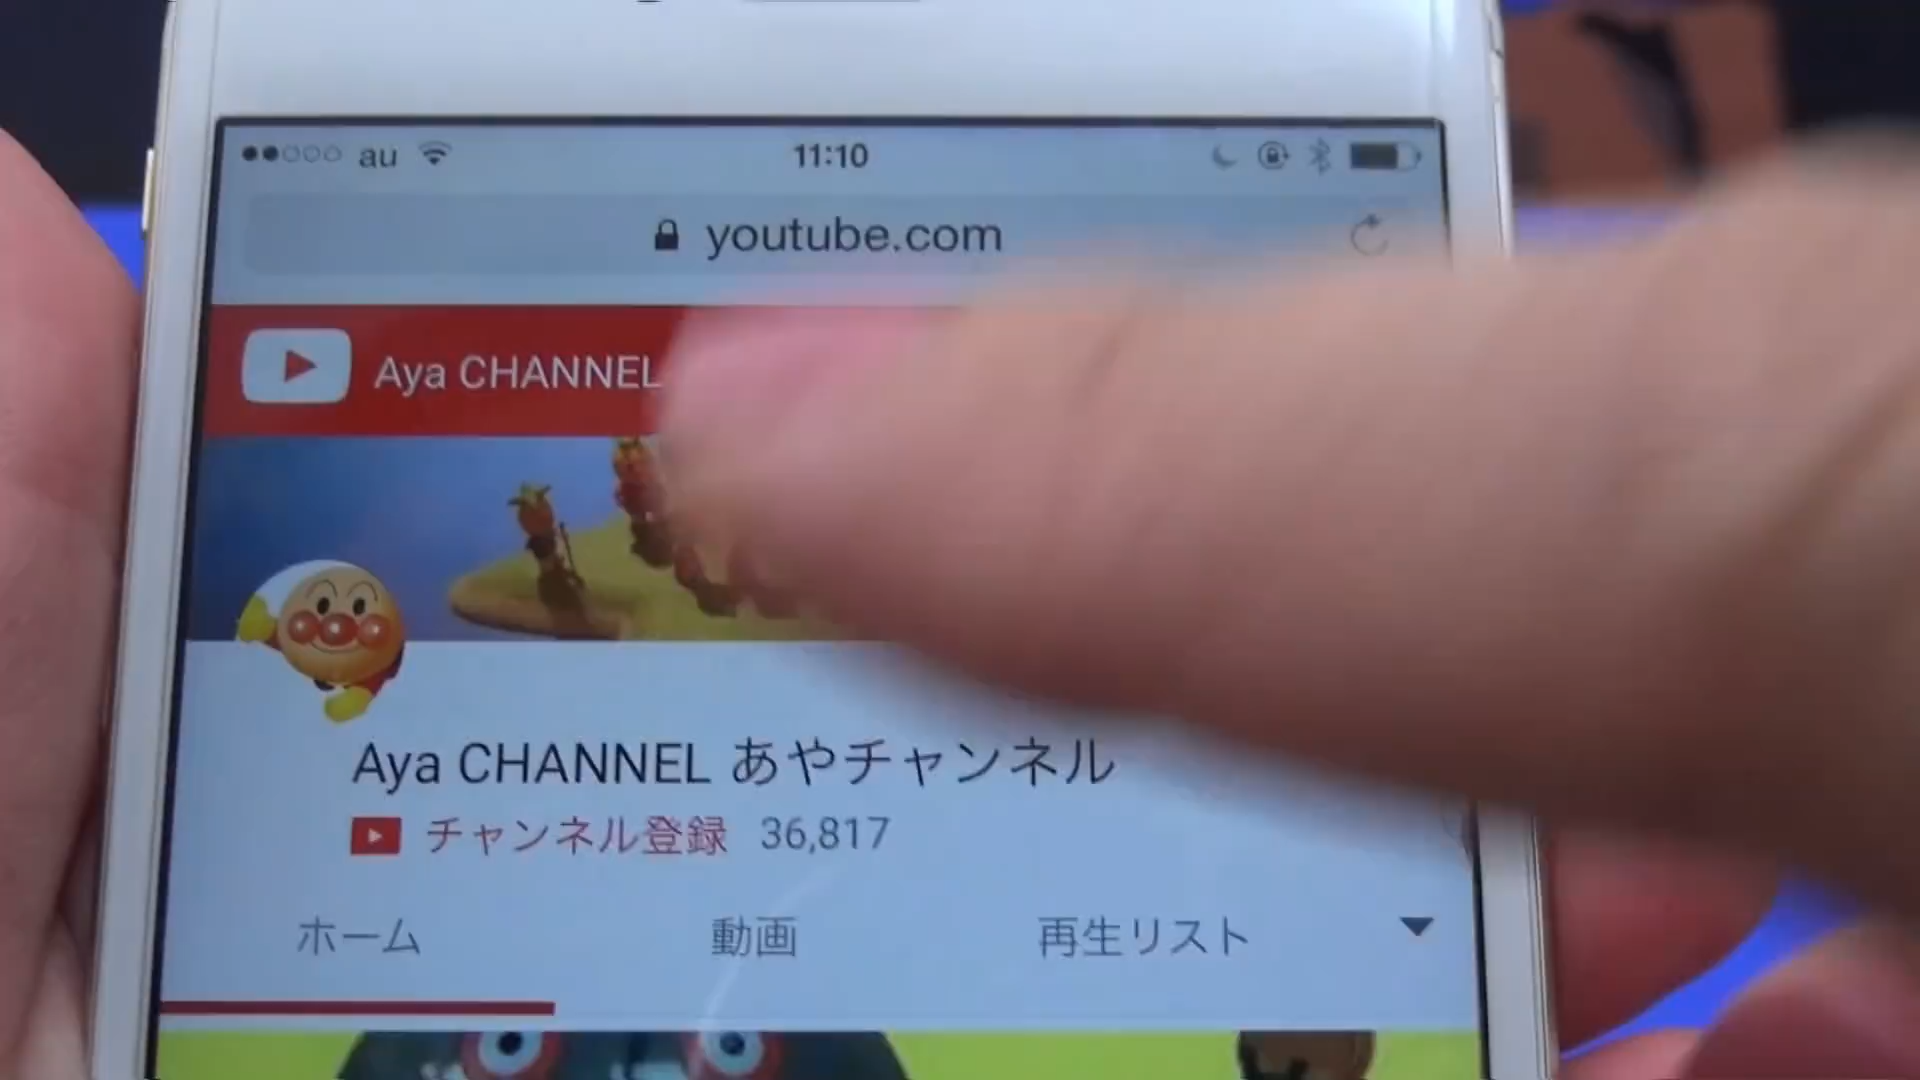 au 11:10
youtube.com
Aya CHANNEL
Aya CHANNEL あやチャンネル
チャンネル登録 36,817
ホーム 動画 再生リスト